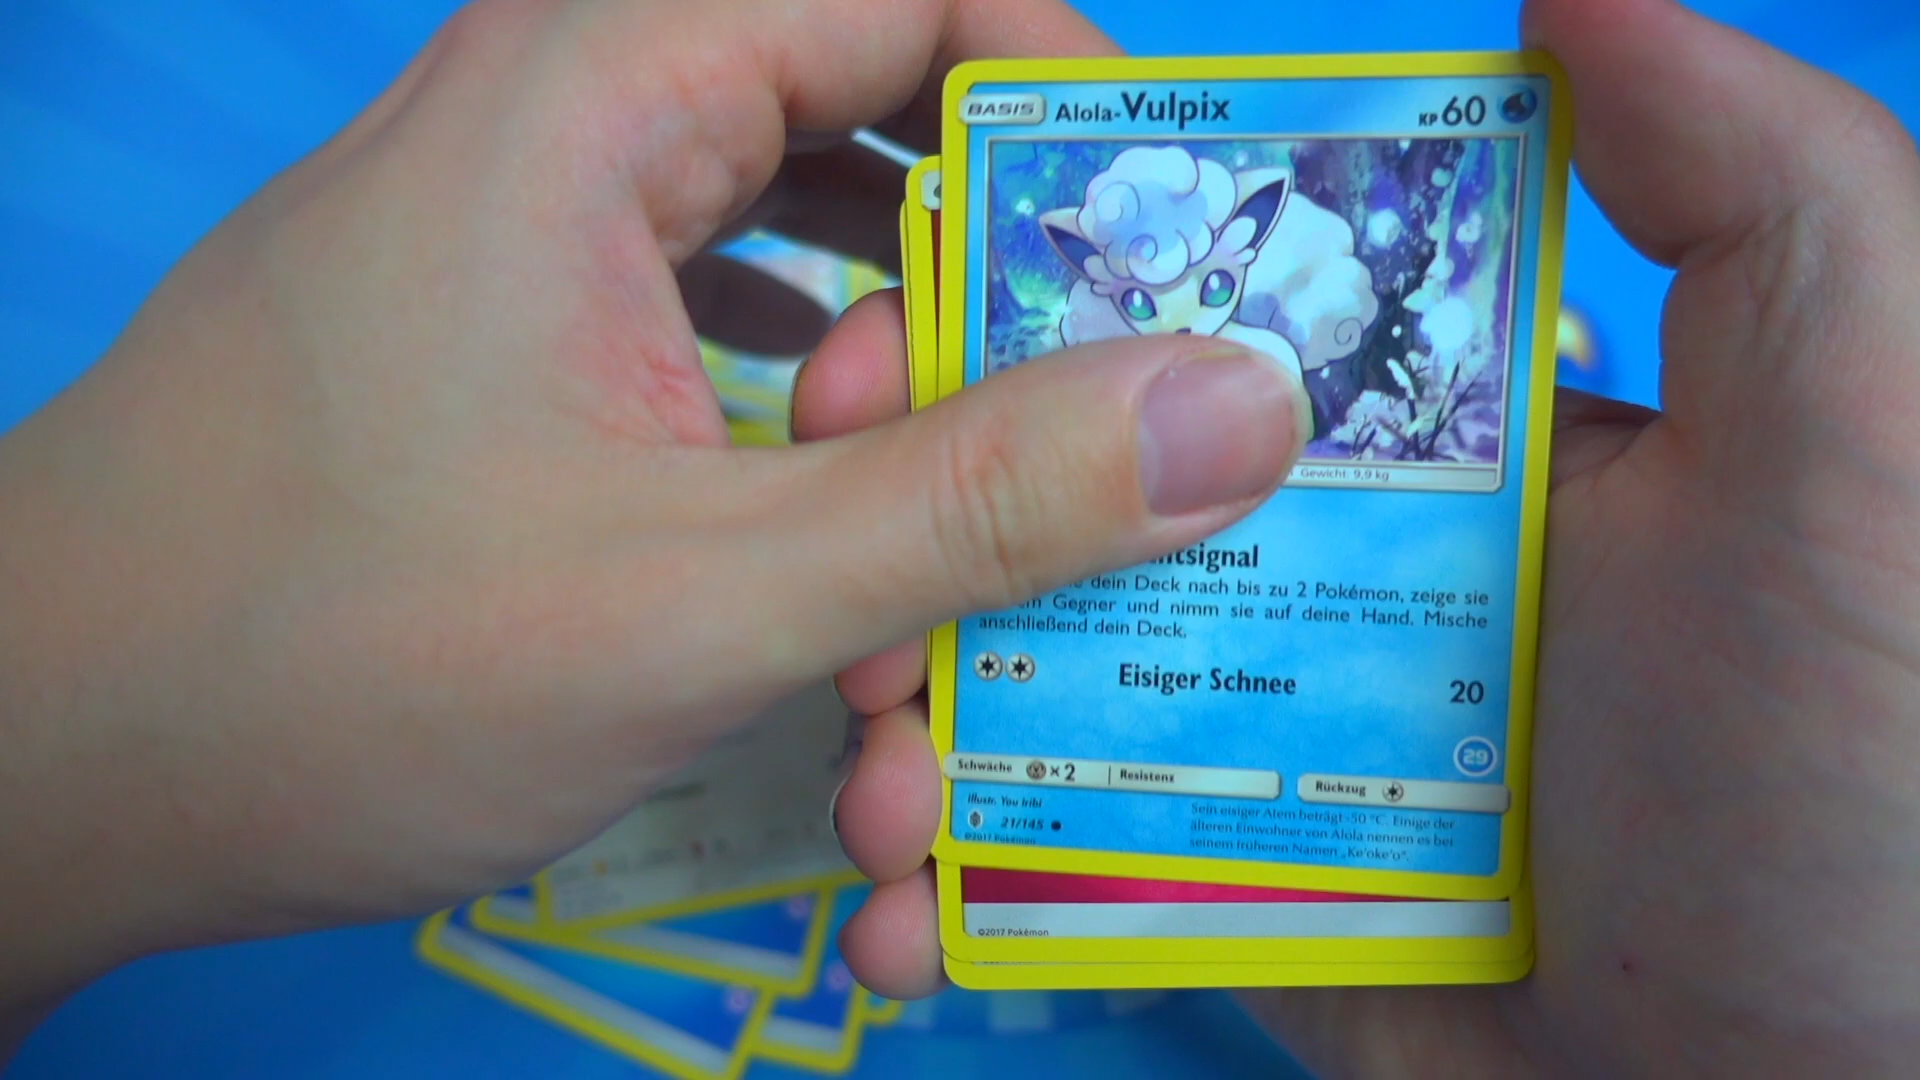 BASIS Alola-Vulpix KP 60
Gewicht: 9,9 kg
dein Deck nach bis zu 2 Pokémon, zeige sie
Gegner und nimm sie auf deine Hand. Mische
anschließend dein Deck.
Eisiger Schnee 20
29
Schwäche ×2 Resistenz Rückzug
Illustr. You Iribi
21/145
©2017 Pokémon
Sein eisiger Atem beträgt -50 °C. Einige der
älteren Einwohner von Alola nennen es bei
seinem früheren Namen „Ke'oke'o“.
©2017 Pokémon